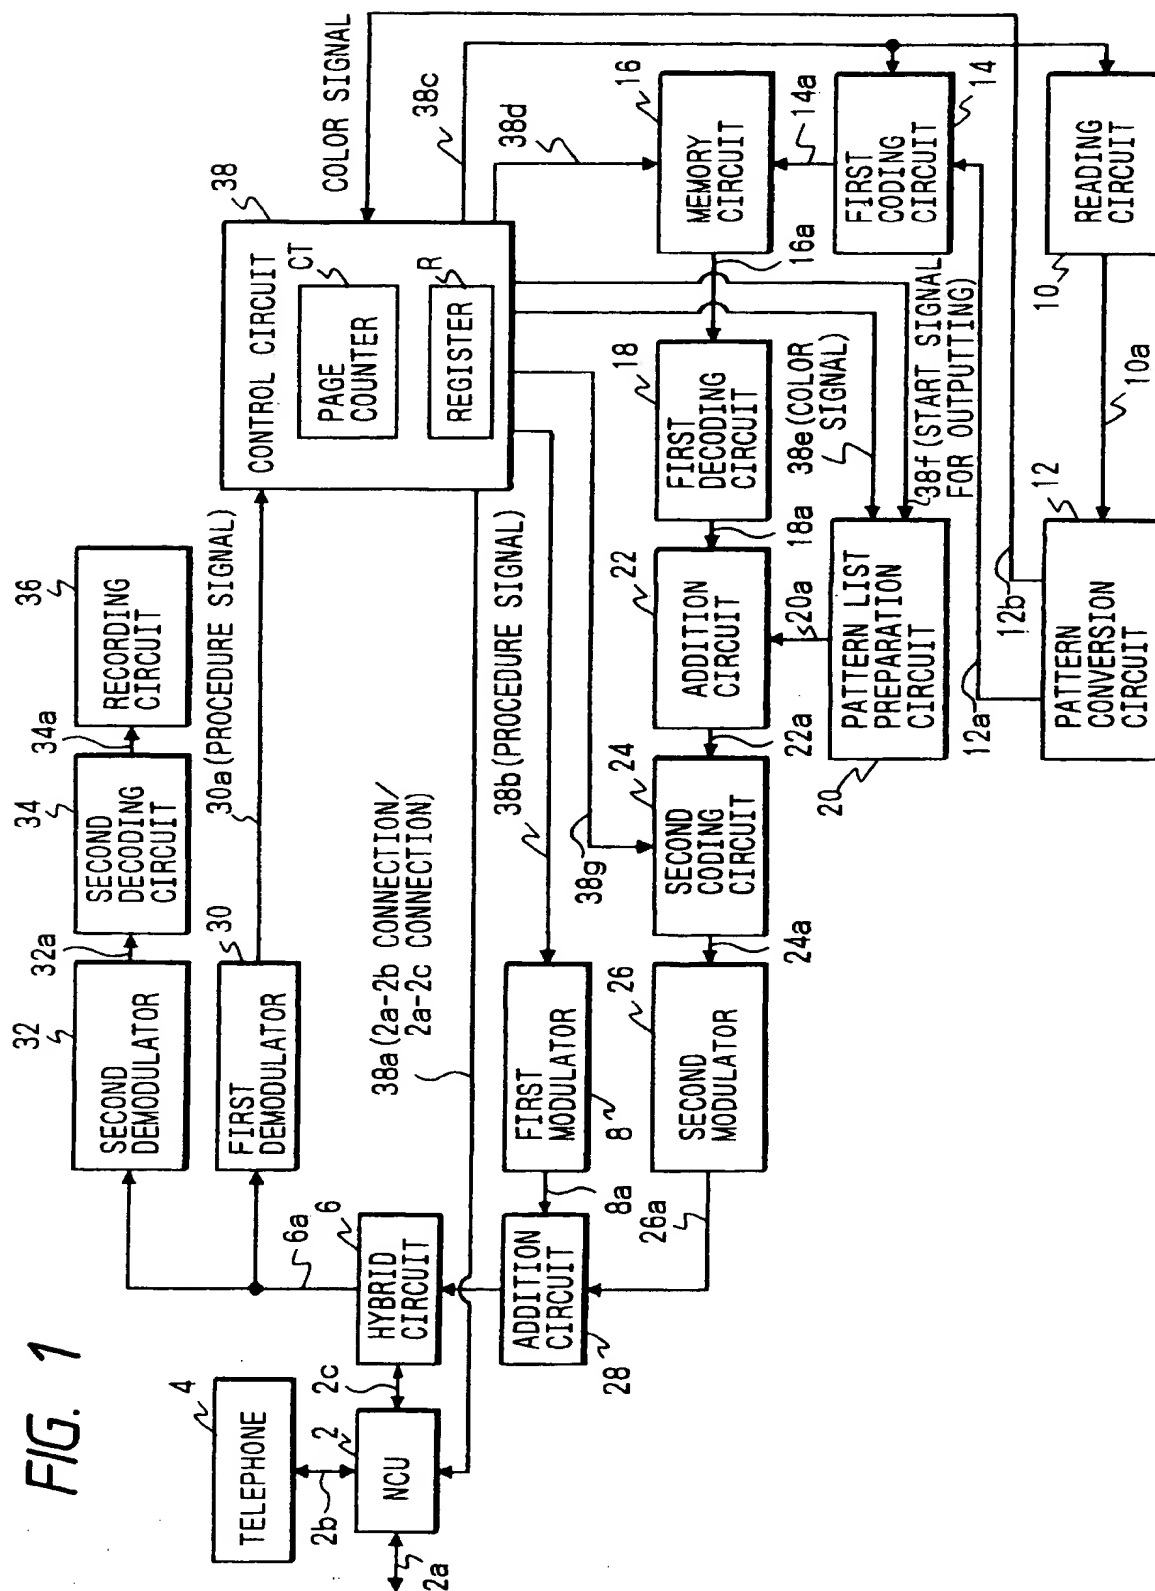 FIG. 1
TELEPHONE
4
2b
NCU
2
2a
2c
HYBRID
CIRCUIT
6
6a
SECOND
DEMODULATOR
32
32a
SECOND
DECODING
CIRCUIT
34
34a
RECORDING
CIRCUIT
36
FIRST
DEMODULATOR
30
30a(PROCEDURE SIGNAL)
CONTROL CIRCUIT
38
PAGE
COUNTER
CT
REGISTER
R
COLOR SIGNAL
38c
38d
38a(2a-2b CONNECTION/
2a-2c CONNECTION)
38b(PROCEDURE SIGNAL)
38g
ADDITION
CIRCUIT
28
8a
FIRST
MODULATOR
8
26a
SECOND
MODULATOR
26
24a
SECOND
CODING
CIRCUIT
24
22a
ADDITION
CIRCUIT
22
20a
18a
FIRST
DECODING
CIRCUIT
18
16a
MEMORY
CIRCUIT
16
14a
38e(COLOR
SIGNAL)
38f(START SIGNAL
FOR OUTPUTTING)
PATTERN LIST
PREPARATION
CIRCUIT
20
FIRST
CODING
CIRCUIT
14
12a
12b
PATTERN
CONVERSION
CIRCUIT
12
10a
READING
CIRCUIT
10